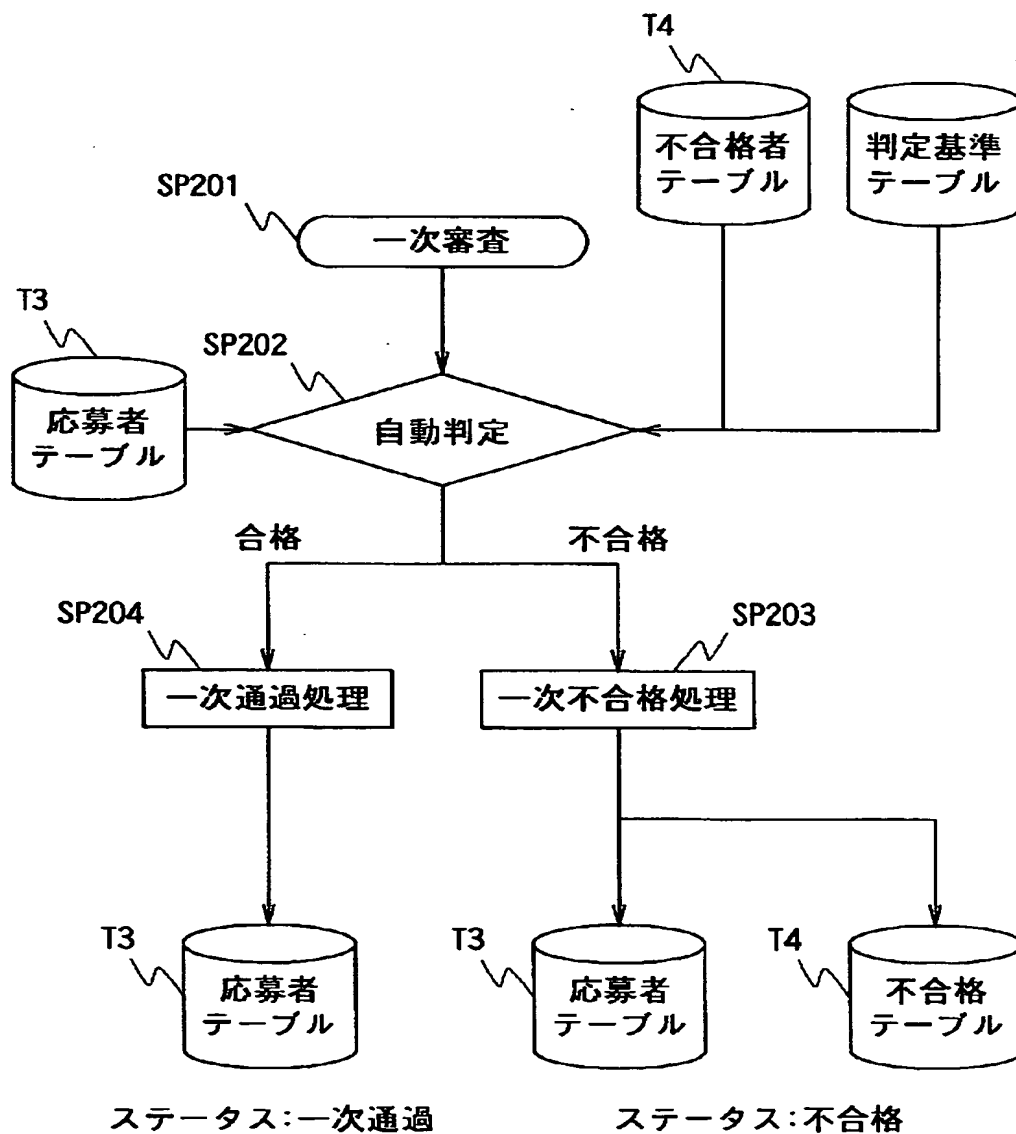 T4
不合格者
テーブル
判定基準
テーブル
SP201
一次審査
T3
応募者
テーブル
SP202
自動判定
合格
不合格
SP204
一次通過処理
SP203
一次不合格処理
T3
応募者
テーブル
T3
応募者
テーブル
T4
不合格
テーブル
ステータス:一次通過
ステータス:不合格